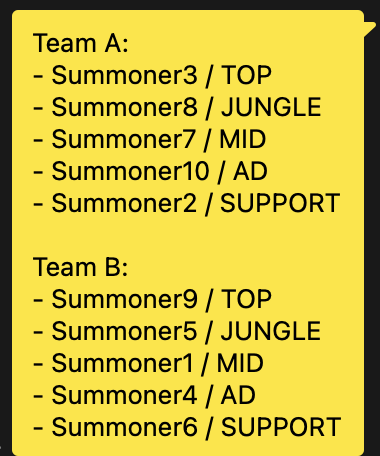 Team A:
- Summoner3 / TOP
- Summoner8 / JUNGLE
- Summoner7 / MID
- Summoner10 / AD
- Summoner2 / SUPPORT

Team B:
- Summoner9 / TOP
- Summoner5 / JUNGLE
- Summoner1 / MID
- Summoner4 / AD
- Summoner6 / SUPPORT